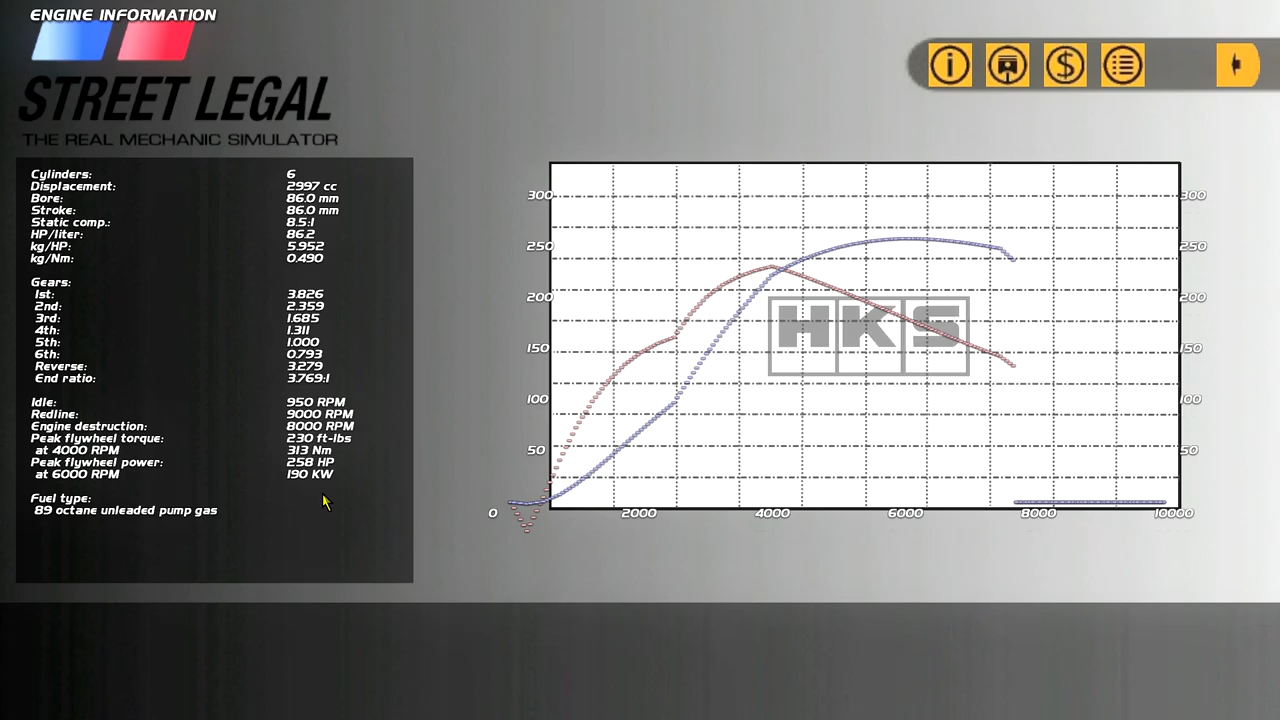 ENGINE INFORMATION
STREET LEGAL
THE REAL MECHANIC SIMULATOR
Cylinders: 6
Displacement: 2997 cc
Bore: 86.0 mm
Stroke: 86.0 mm
Static comp.: 8.5:1
HP/liter: 86.2
kg/HP: 5.952
kg/Nm: 0.490
Gears:
1st: 3.826
2nd: 2.359
3rd: 1.685
4th: 1.311
5th: 1.000
6th: 0.793
Reverse: 3.279
End ratio: 3.769:1
Idle: 950 RPM
Redline: 9000 RPM
Engine destruction: 8000 RPM
Peak flywheel torque: 230 ft-lbs
at 4000 RPM 313 Nm
Peak flywheel power: 258 HP
at 6000 RPM 190 KW
Fuel type:
89 octane unleaded pump gas
i $
300 300
250 250
200 200
HKS
150 150
100 100
50 50
0 2000 4000 6000 8000 10000